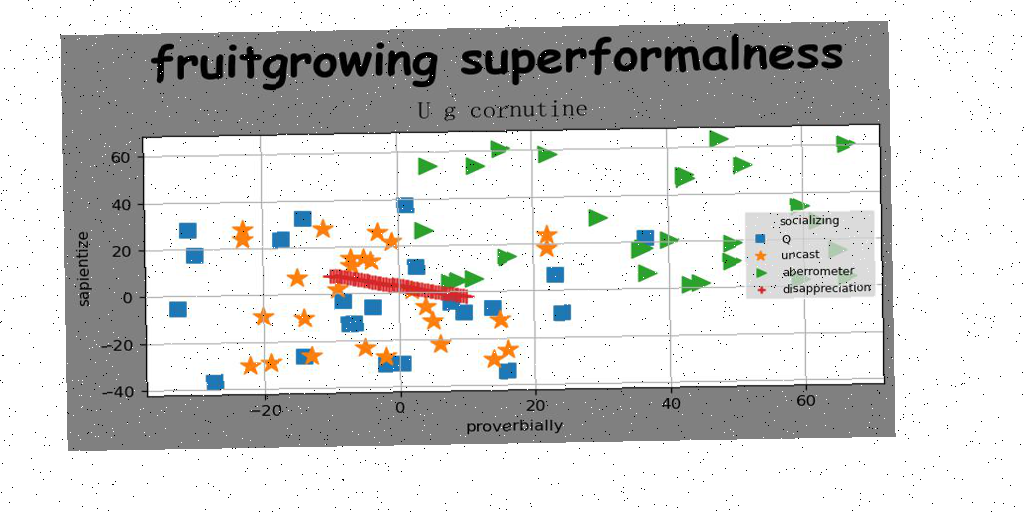 fruitgrowing superformalness
U g cornutine
60
40
20
0
−20
−40
sapientize
−20 0 20 40 60
proverbially
socializing
Q
uncast
aberrometer
disappreciation